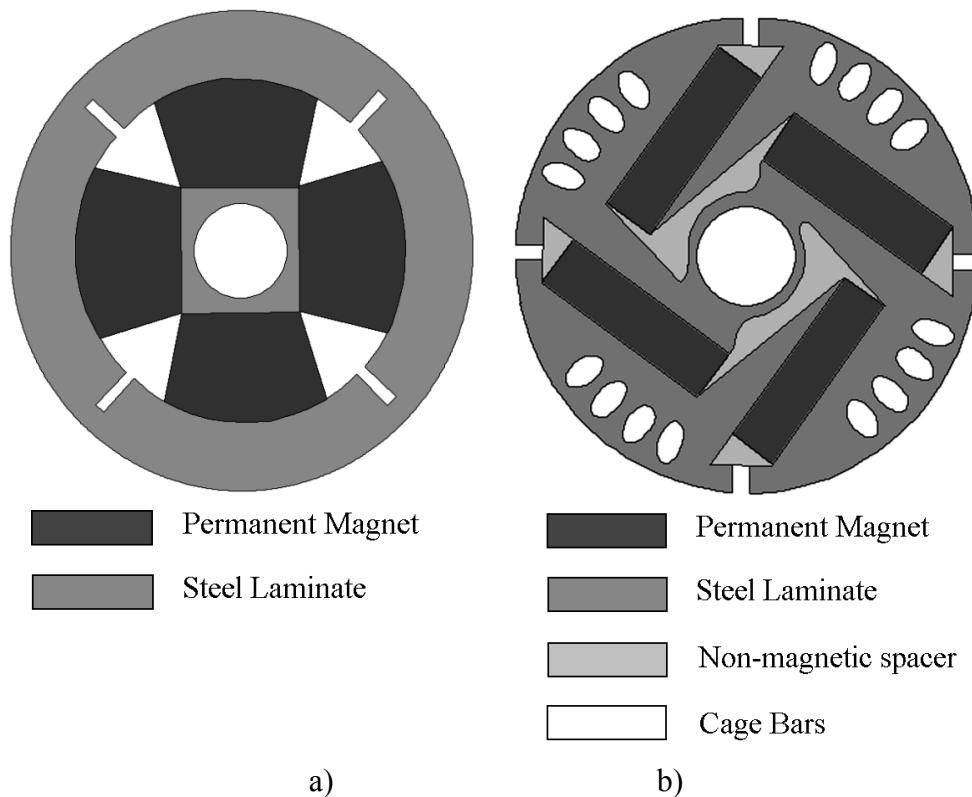 Permanent Magnet
Steel Laminate
Permanent Magnet
Steel Laminate
Non-magnetic spacer
Cage Bars
a)
b)